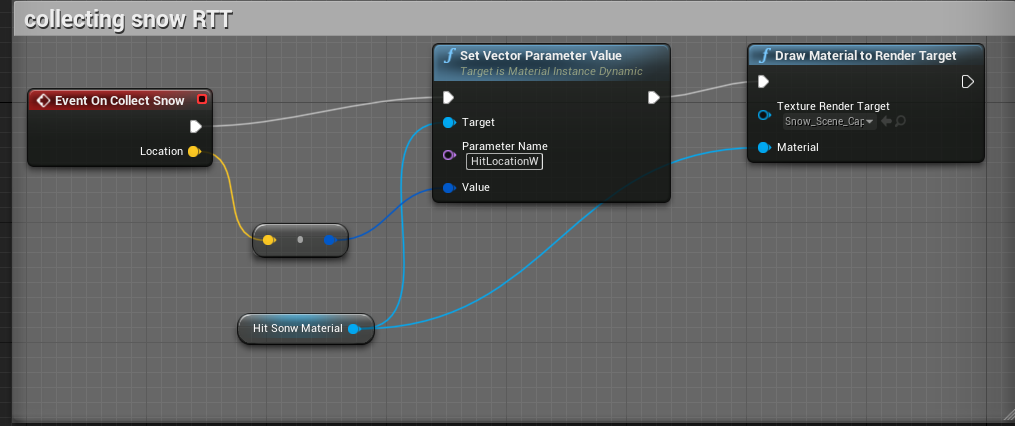 collecting snow RTT
Event On Collect Snow
Location
Set Vector Parameter Value
Target is Material Instance Dynamic
Target
Parameter Name
HitLocationW
Value
Hit Sonw Material
Draw Material to Render Target
Texture Render Target
Snow_Scene_Cap
Material